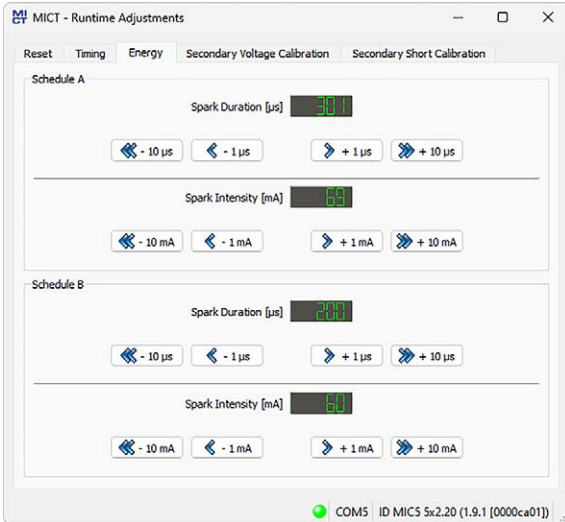 MICT MICT - Runtime Adjustments
Reset Timing Energy Secondary Voltage Calibration Secondary Short Calibration
Schedule A
Spark Duration [µs] 301
- 10 µs - 1 µs + 1 µs + 10 µs
Spark Intensity [mA] 69
- 10 mA - 1 mA + 1 mA + 10 mA
Schedule B
Spark Duration [µs] 200
- 10 µs - 1 µs + 1 µs + 10 µs
Spark Intensity [mA] 60
- 10 mA - 1 mA + 1 mA + 10 mA
COM5 ID MIC5 5x2.20 (1.9.1 [0000ca01])